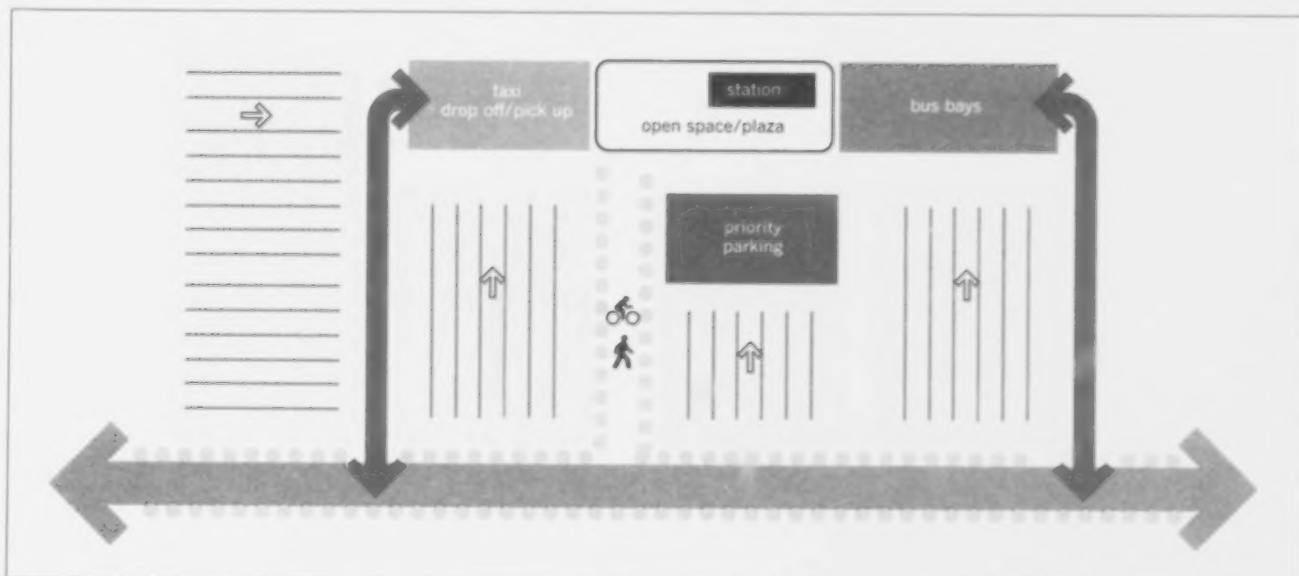 taxi
drop off/pick up
station
open space/plaza
bus bays
priority
parking